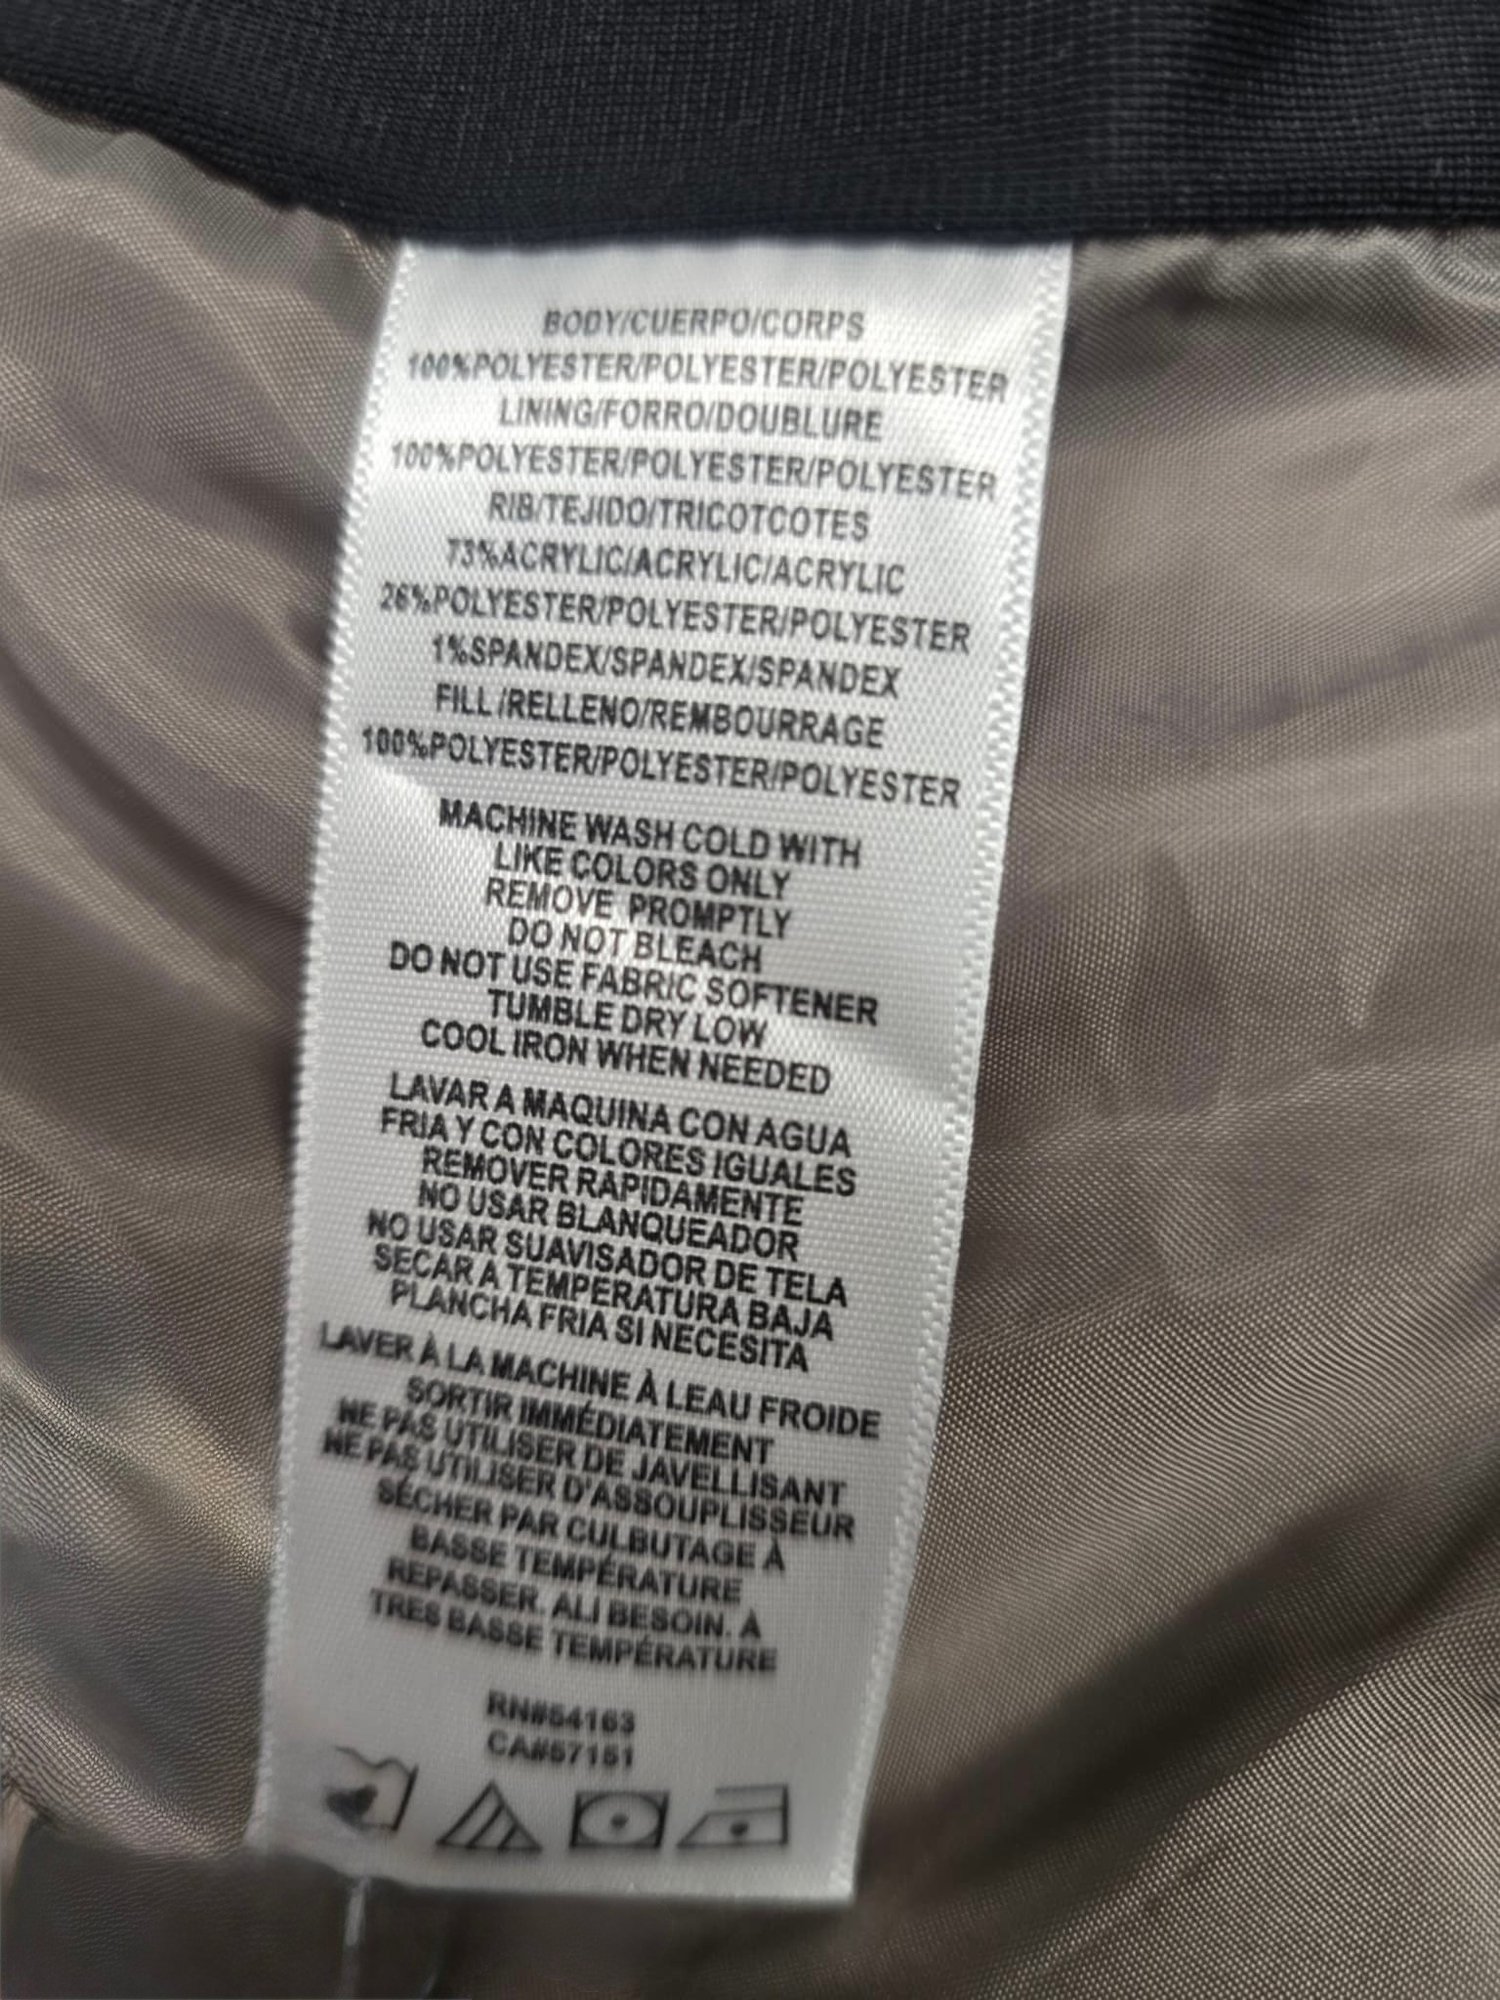 BODY/CUERPO/CORPS
100%POLYESTER/POLYESTER/POLYESTER
LINING/FORRO/DOUBLURE
100%POLYESTER/POLYESTER/POLYESTER
RIB/TEJIDO/TRICOTCOTES
73%ACRYLIC/ACRYLIC/ACRYLIC
26%POLYESTER/POLYESTER/POLYESTER
1%SPANDEX/SPANDEX/SPANDEX
FILL/RELLENO/REMBOURRAGE
100%POLYESTER/POLYESTER/POLYESTER
MACHINE WASH COLD WITH
LIKE COLORS ONLY
REMOVE PROMPTLY
DO NOT BLEACH
DO NOT USE FABRIC SOFTENER
TUMBLE DRY LOW
COOL IRON WHEN NEEDED
LAVAR A MAQUINA CON AGUA
FRIA Y CON COLORES IGUALES
REMOVER RAPIDAMENTE
NO USAR BLANQUEADOR
NO USAR SUAVISADOR DE TELA
SECAR A TEMPERATURA BAJA
PLANCHA FRIA SI NECESITA
LAVER À LA MACHINE À LEAU FROIDE
SORTIR IMMÉDIATEMENT
NE PAS UTILISER DE JAVELLISANT
NE PAS UTILISER D'ASSOUPLISSEUR
SÉCHER PAR CULBUTAGE À
BASSE TEMPÉRATURE
REPASSER. ALI BESOIN. À
TRES BASSE TEMPÉRATURE
RN#54163
CA#57151